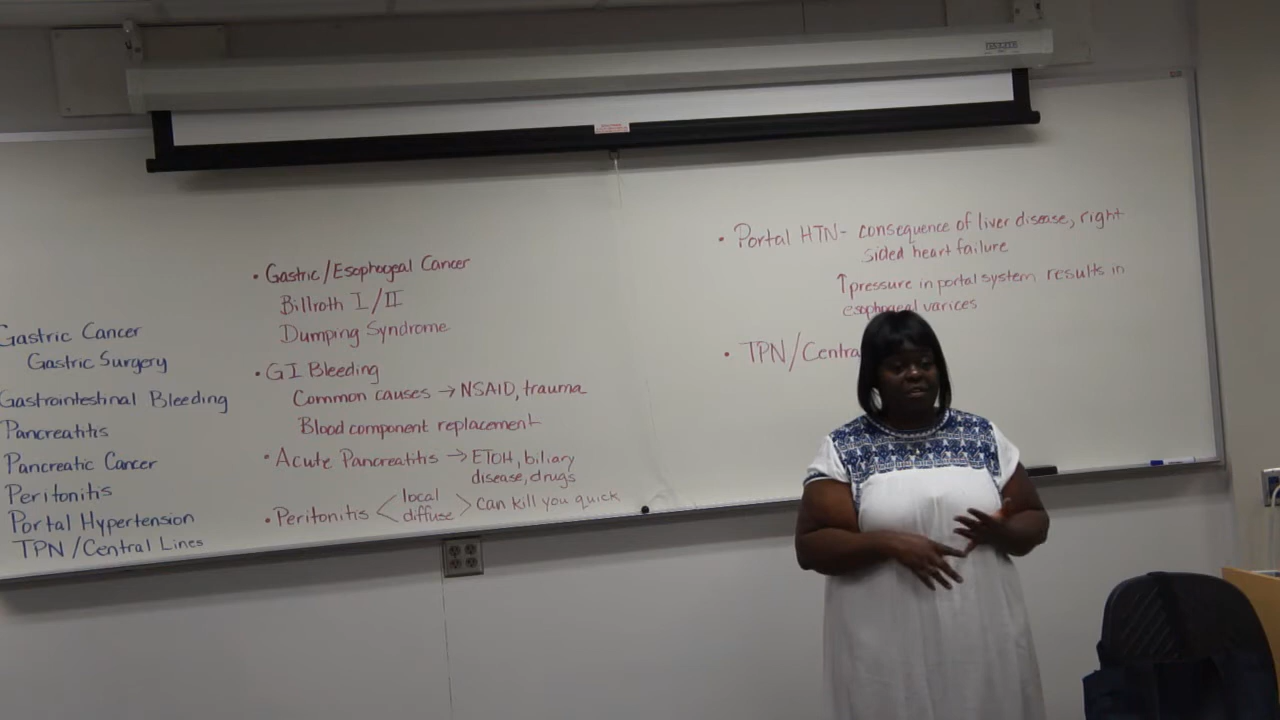 Gastric Cancer
Gastric Surgery
Gastrointestinal Bleeding
Pancreatitis
Pancreatic Cancer
Peritonitis
Portal Hypertension
TPN/Central Lines
• Gastric/Esophageal Cancer
Billroth I/II
Dumping Syndrome
• GI Bleeding
Common causes → NSAID, trauma
Blood component replacement
• Acute Pancreatitis → ETOH, biliary
disease, drugs
• Peritonitis < local diffuse > can kill you quick
• Portal HTN- consequence of liver disease, right
sided heart failure
↑pressure in portal system results in
esophageal varices
• TPN/Centra